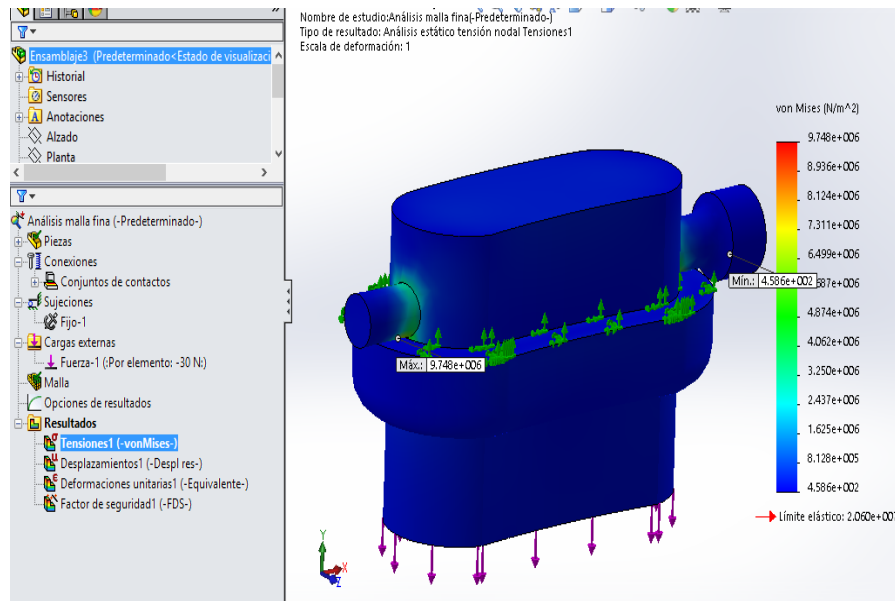 Ensamblaje3 (Predeterminado<Estado de visualizaci
Historial
Sensores
Anotaciones
Alzado
Planta
Análisis malla fina (-Predeterminado-)
Piezas
Conexiones
Conjuntos de contactos
Sujeciones
Fijo-1
Cargas externas
Fuerza-1 (:Por elemento: -30 N:)
Malla
Opciones de resultados
Resultados
Tensiones1 (-vonMises-)
Desplazamientos1 (-Despl res-)
Deformaciones unitarias1 (-Equivalente-)
Factor de seguridad1 (-FDS-)
Nombre de estudio:Análisis malla fina(-Predeterminado-)
Tipo de resultado: Análisis estático tensión nodal Tensiones1
Escala de deformación: 1
Máx.: 9.748e+006
Mín.: 4.586e+002
von Mises (N/m^2)
9.748e+006
8.936e+006
8.124e+006
7.311e+006
6.499e+006
587e+006
4.874e+006
4.062e+006
3.250e+006
2.437e+006
1.625e+006
8.128e+005
4.586e+002
Límite elástico: 2.060e+007
Y
X
Z